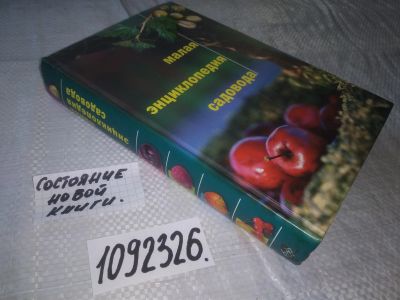 малая
энциклопедия
садовода
энциклопедия
садовода
СОСТОЯНИЕ
НОВОЙ
КНИГИ.
1092326.